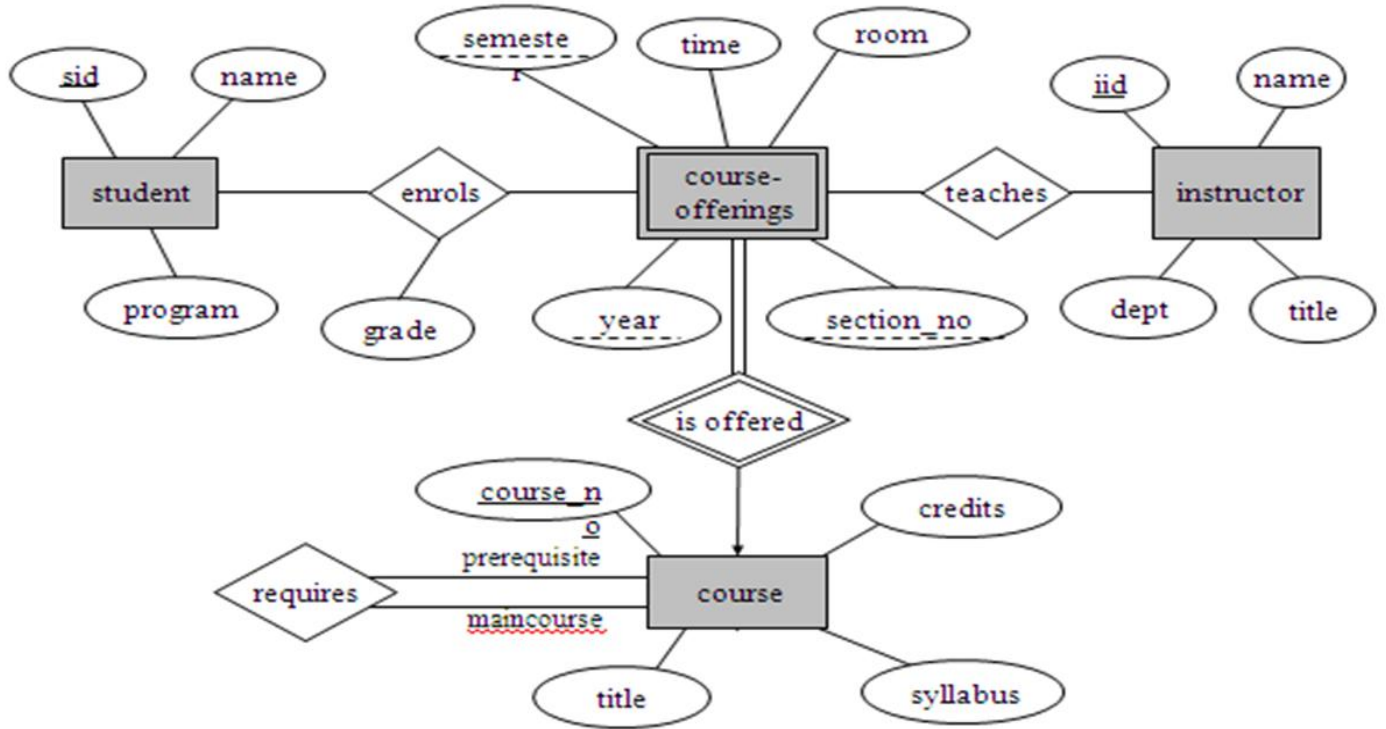 semeste
r
time
room
sid
name
iid
name
student
enrols
course-
offerings
teaches
instructor
program
grade
year
section_no
dept
title
is offered
course_n
o
credits
prerequisite
requires
course
maincourse
title
syllabus